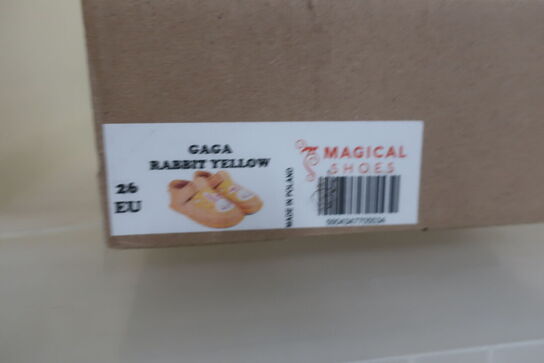 GAGA
RABBIT YELLOW
26
EU
MADE IN POLAND
MAGICAL
SHOES